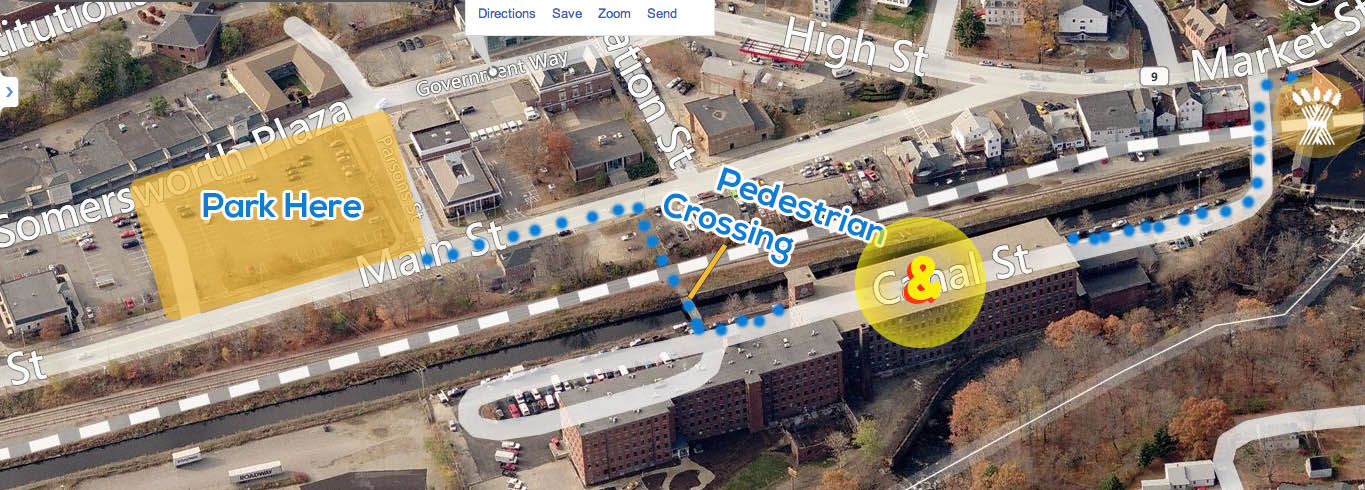 Directions Save Zoom Send
titutional
High St
Market St
9
Government Way
ation St
Somersworth Plaza
Parsons St
Park Here
Pedestrian
Crossing
Main St
Canal St
&
St